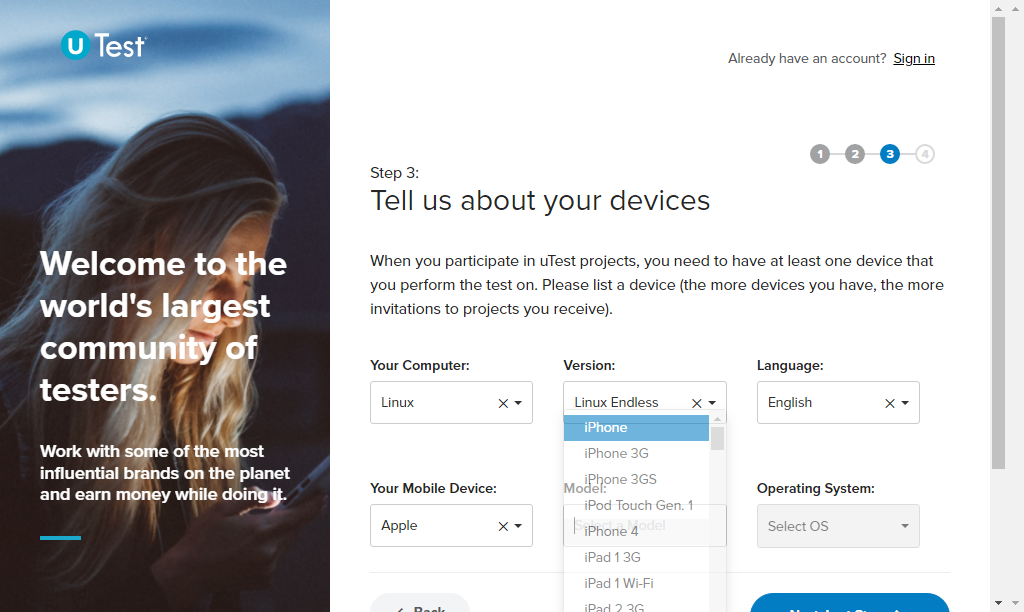 U Test
Already have an account? Sign in
1 2 3 4
Step 3:
Tell us about your devices
Welcome to the
world's largest
community of
testers.
Work with some of the most
influential brands on the planet
and earn money while doing it.
When you participate in uTest projects, you need to have at least one device that
you perform the test on. Please list a device (the more devices you have, the more
invitations to projects you receive).
Your Computer:
Linux
Version:
Linux Endless
Language:
English
Your Mobile Device:
Apple
Model:
Select a Model
iPhone
iPhone 3G
iPhone 3GS
iPod Touch Gen. 1
iPhone 4
iPad 1 3G
iPad 1 Wi-Fi
iPad 2 3G
Operating System:
Select OS
Back